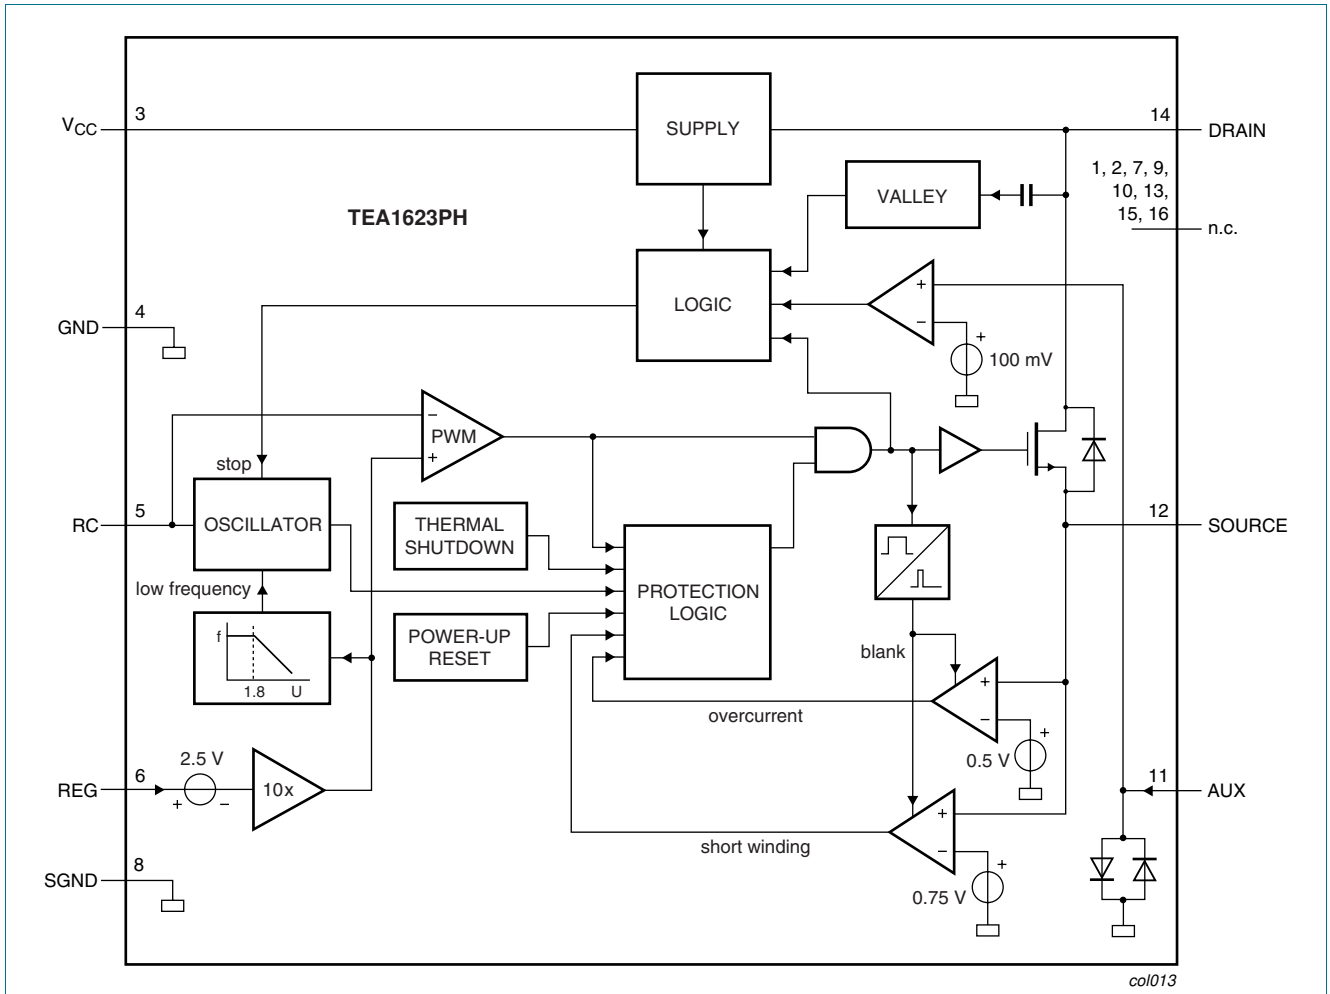 3
V_CC
SUPPLY
14
DRAIN
1, 2, 7, 9,
10, 13,
15, 16
n.c.
VALLEY
TEA1623PH
4
GND
LOGIC
+
−
+
100 mV
−
PWM
+
stop
5
RC
OSCILLATOR
THERMAL
SHUTDOWN
12
SOURCE
low frequency
PROTECTION
LOGIC
f
1.8 U
POWER-UP
RESET
blank
+
−
+
0.5 V
overcurrent
2.5 V
6
REG
+ −
10x
11
AUX
+
−
+
0.75 V
short winding
8
SGND
col013